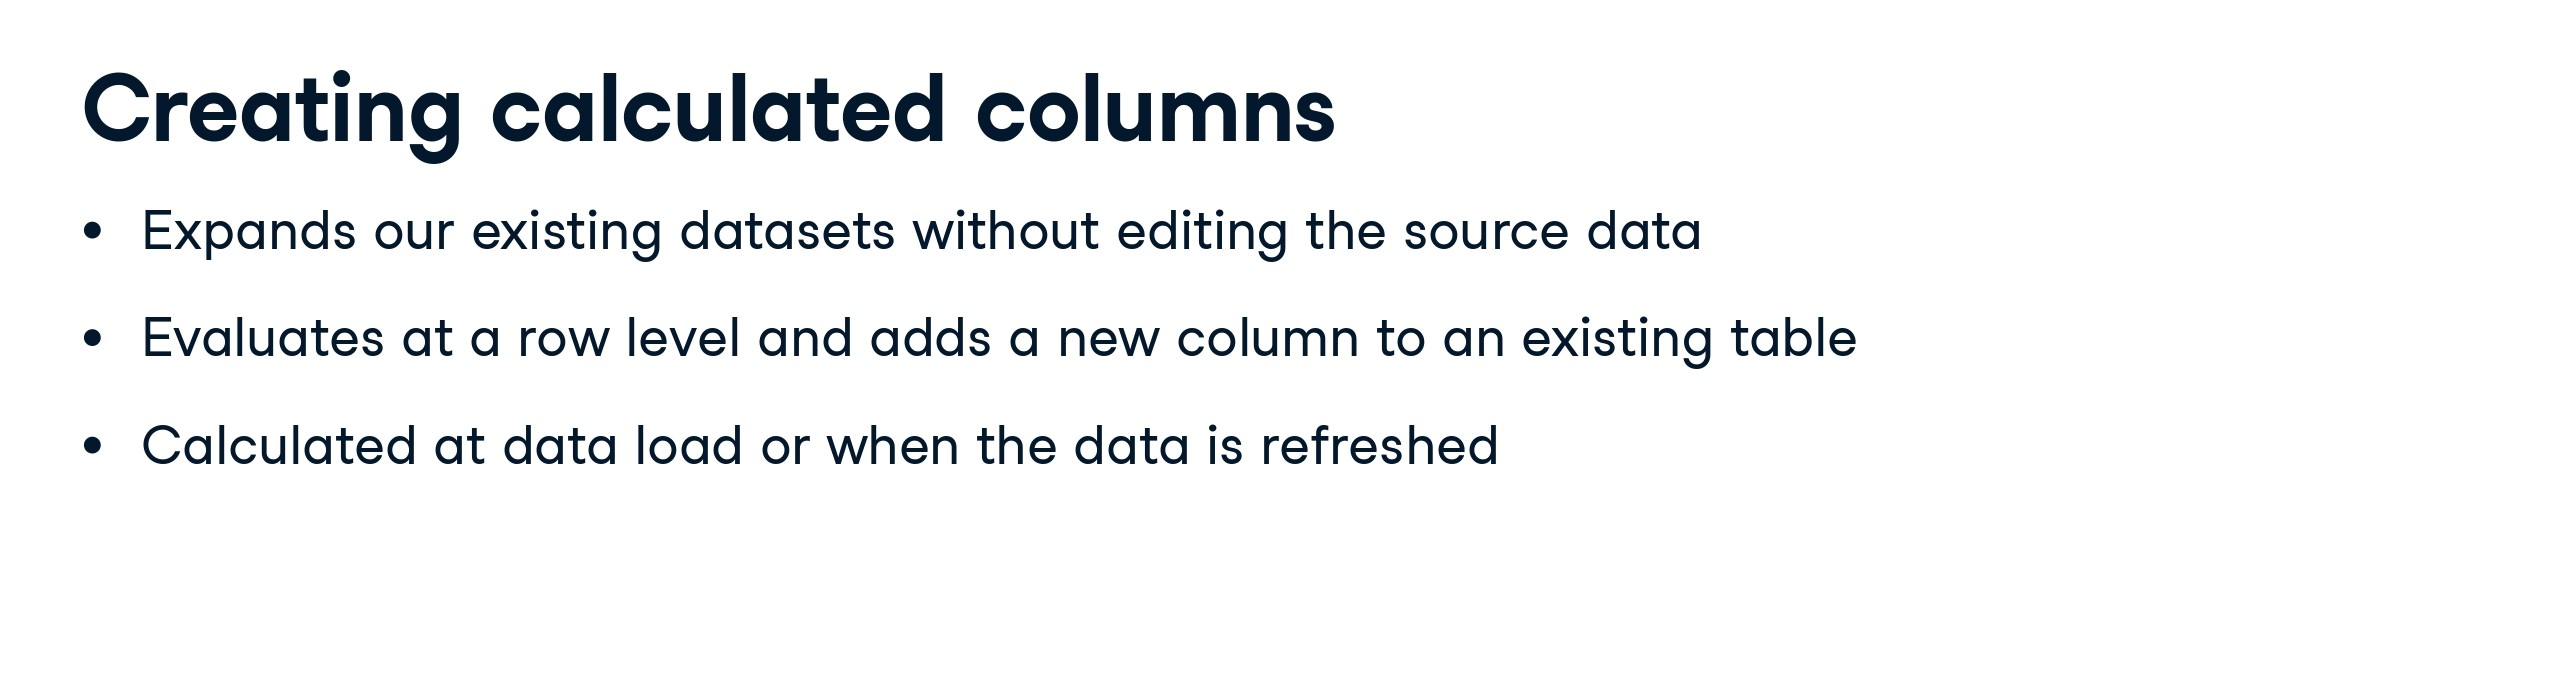 Creating calculated columns
• Expands our existing datasets without editing the source data
• Evaluates at a row level and adds a new column to an existing table
• Calculated at data load or when the data is refreshed